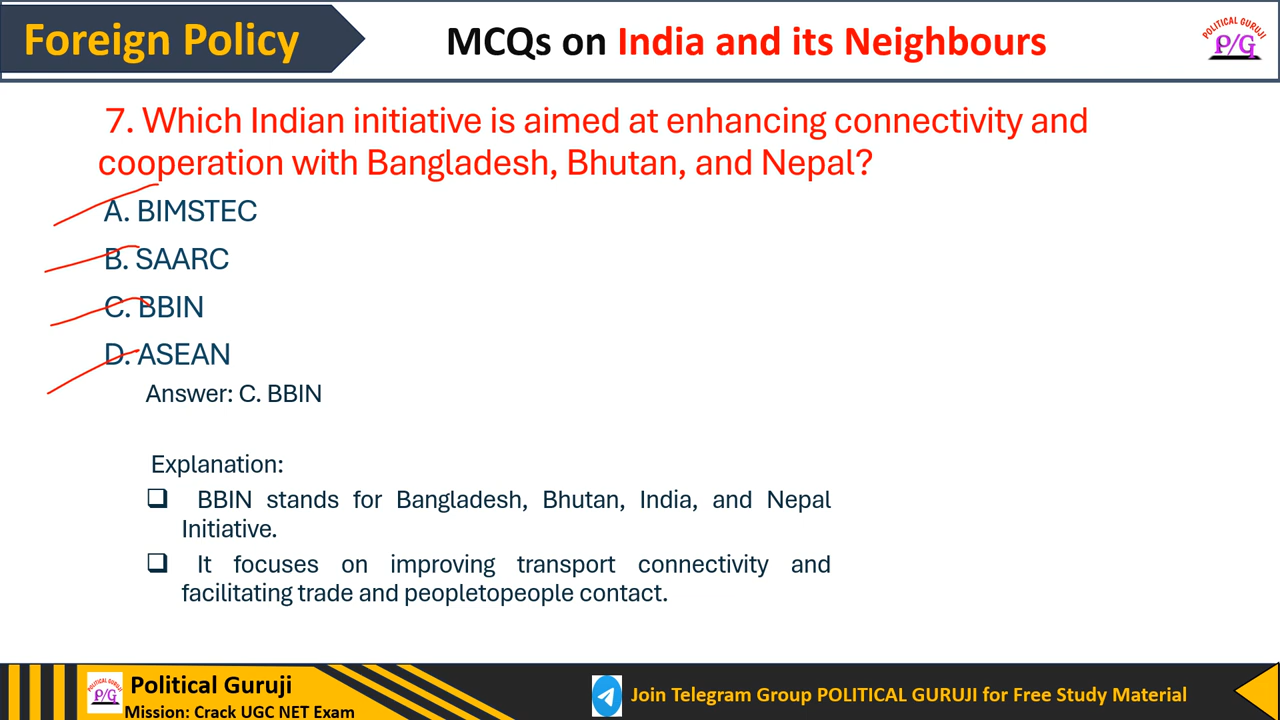 Foreign Policy
MCQs on India and its Neighbours
POLITICAL GURUJI
P/G
7. Which Indian initiative is aimed at enhancing connectivity and
cooperation with Bangladesh, Bhutan, and Nepal?
A. BIMSTEC
B. SAARC
C. BBIN
D. ASEAN
Answer: C. BBIN
Explanation:
❑ BBIN stands for Bangladesh, Bhutan, India, and Nepal
Initiative.
❑ It focuses on improving transport connectivity and
facilitating trade and peopletopeople contact.
POLITICAL GURUJI
P/G
Political Guruji
Mission: Crack UGC NET Exam
Join Telegram Group POLITICAL GURUJI for Free Study Material